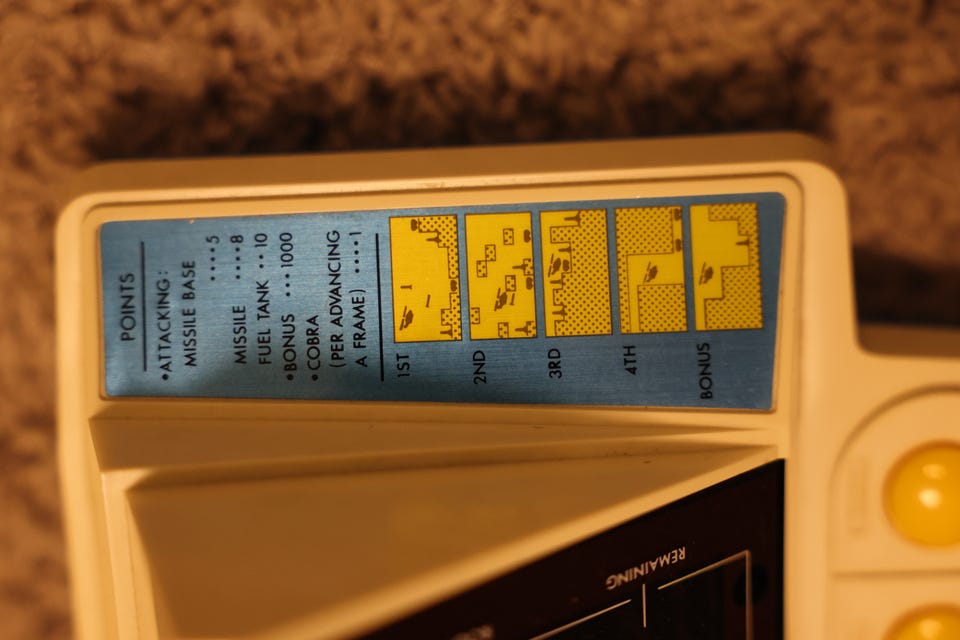 POINTS
•ATTACKING:
MISSILE BASE
••••5
MISSILE ••••8
FUEL TANK ••10
•BONUS •••1000
•COBRA
(PER ADVANCING
A FRAME) ••••1
1ST
2ND
3RD
4TH
BONUS
REMAINING